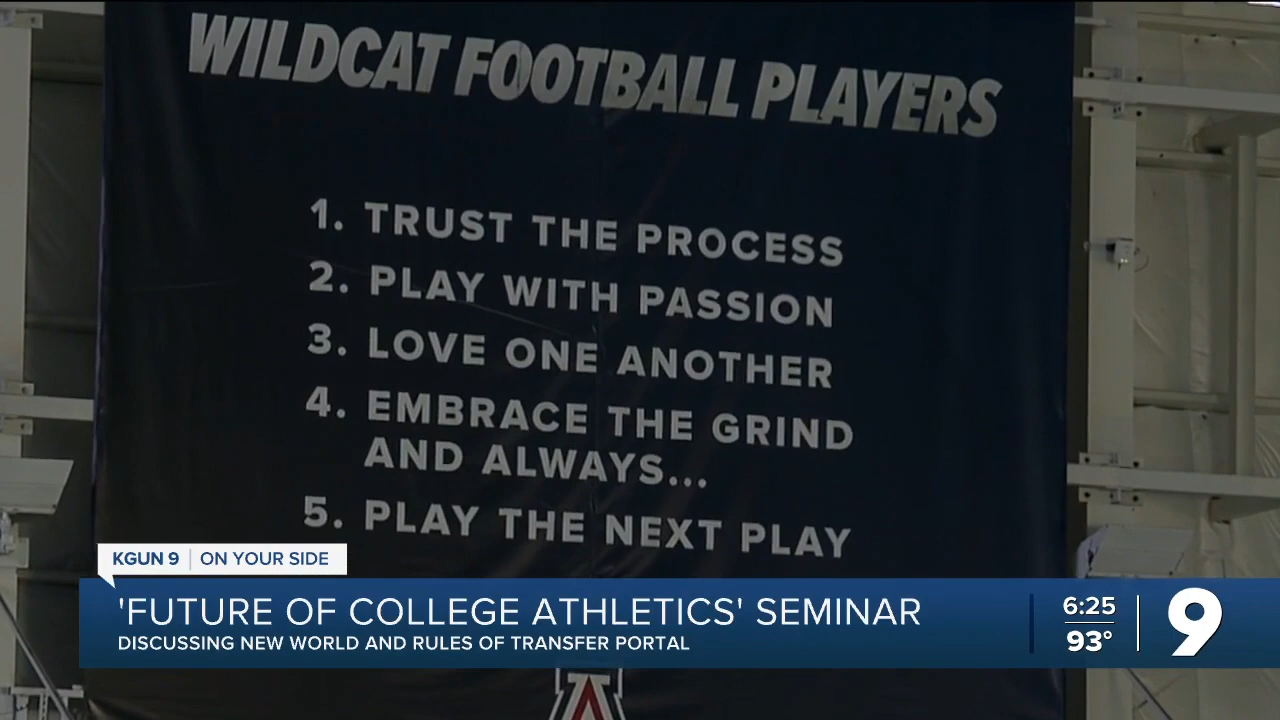 WILDCAT FOOTBALL PLAYERS
1. TRUST THE PROCESS
2. PLAY WITH PASSION
3. LOVE ONE ANOTHER
4. EMBRACE THE GRIND
AND ALWAYS...
5. PLAY THE NEXT PLAY
KGUN 9 | ON YOUR SIDE
'FUTURE OF COLLEGE ATHLETICS' SEMINAR
DISCUSSING NEW WORLD AND RULES OF TRANSFER PORTAL
6:25
93°
9
A